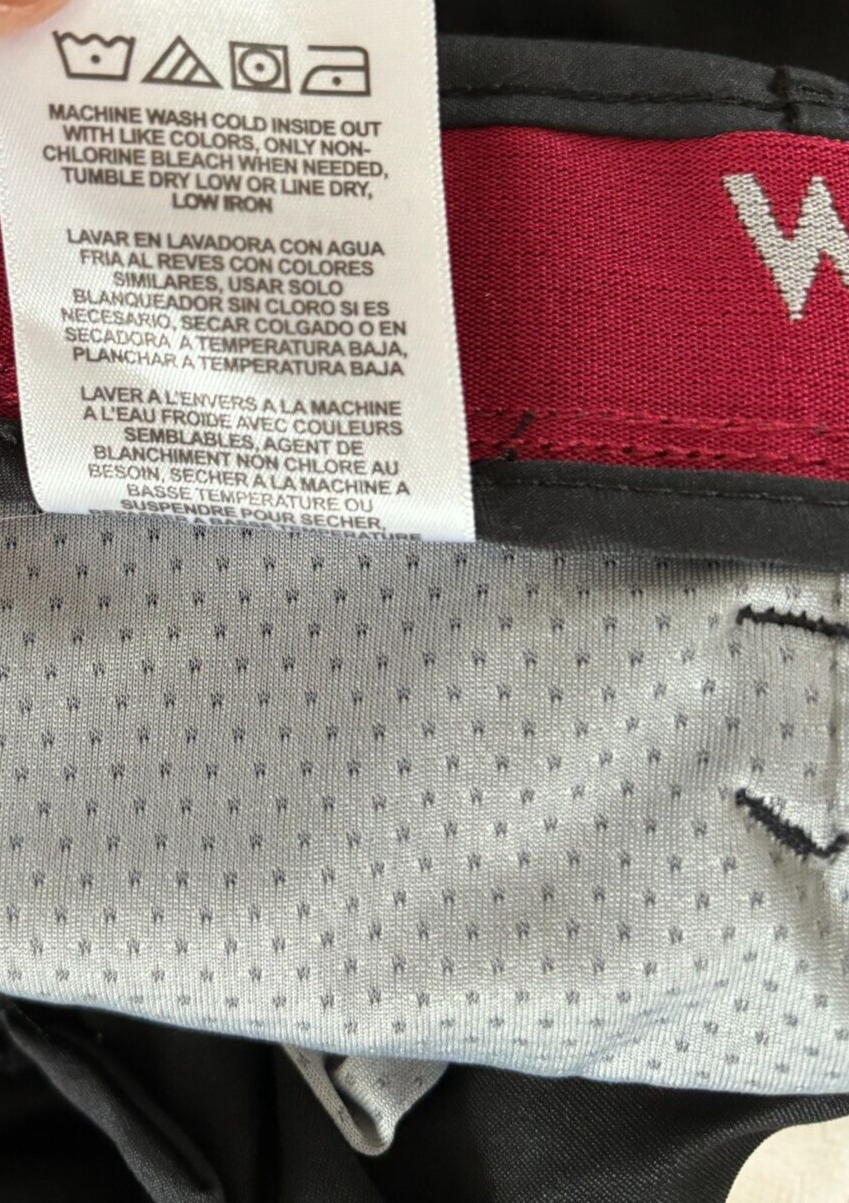 MACHINE WASH COLD INSIDE OUT
WITH LIKE COLORS, ONLY NON-
CHLORINE BLEACH WHEN NEEDED,
TUMBLE DRY LOW OR LINE DRY,
LOW IRON
LAVAR EN LAVADORA CON AGUA
FRIA AL REVES CON COLORES
SIMILARES, USAR SOLO
BLANQUEADOR SIN CLORO SI ES
NECESARIO, SECAR COLGADO O EN
SECADORA A TEMPERATURA BAJA,
PLANCHAR A TEMPERATURA BAJA
LAVER A L'ENVERS A LA MACHINE
A L'EAU FROIDE AVEC COULEURS
SEMBLABLES, AGENT DE
BLANCHIMENT NON CHLORE AU
BESOIN, SECHER A LA MACHINE A
BASSE TEMPERATURE OU
SUSPENDRE POUR SECHER,
A BASSE TEMPERATURE
W